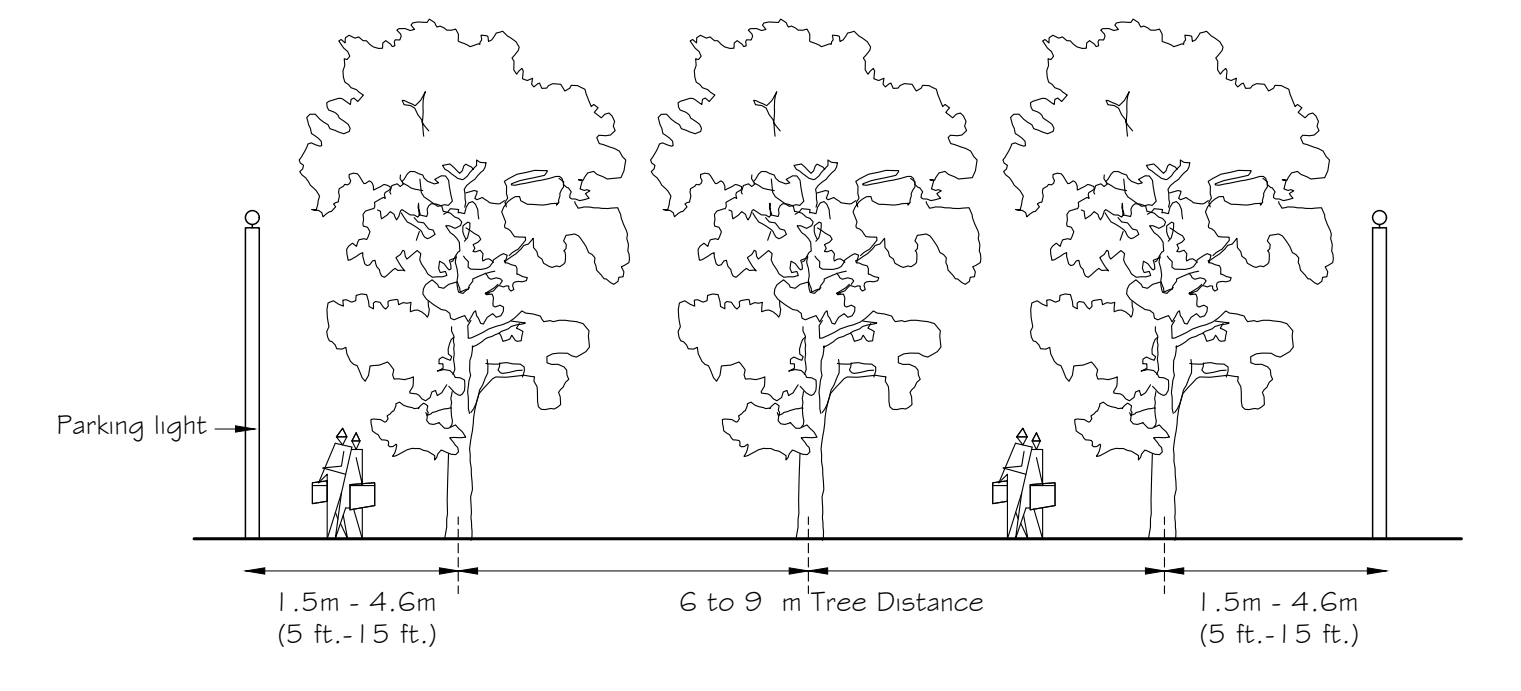 Parking light
1.5m - 4.6m
(5 ft.-15 ft.)
6 to 9 m Tree Distance
1.5m - 4.6m
(5 ft.-15 ft.)